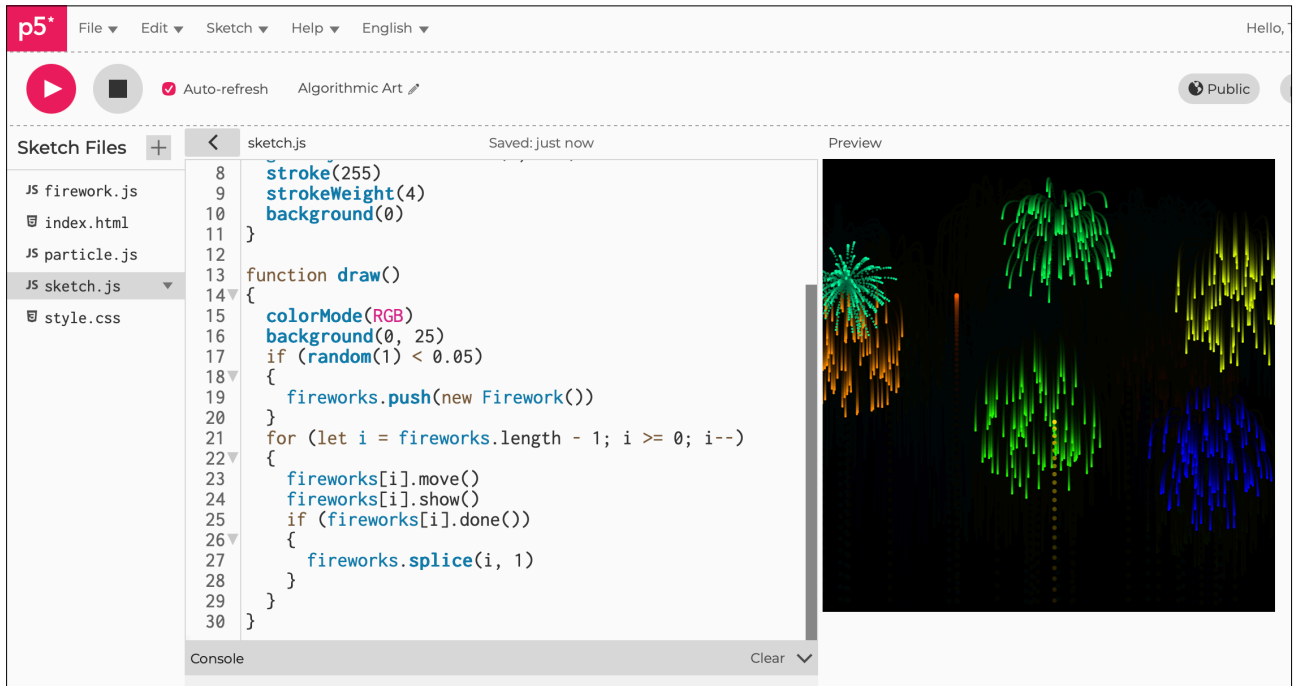 p5* File Edit Sketch Help English Hello,
Auto-refresh Algorithmic Art Public
Sketch Files + sketch.js Saved: just now Preview
JS firework.js
index.html
JS particle.js
JS sketch.js
style.css
8 stroke(255)
9 strokeWeight(4)
10 background(0)
11 }
12
13 function draw()
14 {
15 colorMode(RGB)
16 background(0, 25)
17 if (random(1) < 0.05)
18 {
19 fireworks.push(new Firework())
20 }
21 for (let i = fireworks.length - 1; i >= 0; i--)
22 {
23 fireworks[i].move()
24 fireworks[i].show()
25 if (fireworks[i].done())
26 {
27 fireworks.splice(i, 1)
28 }
29 }
30 }
Console Clear